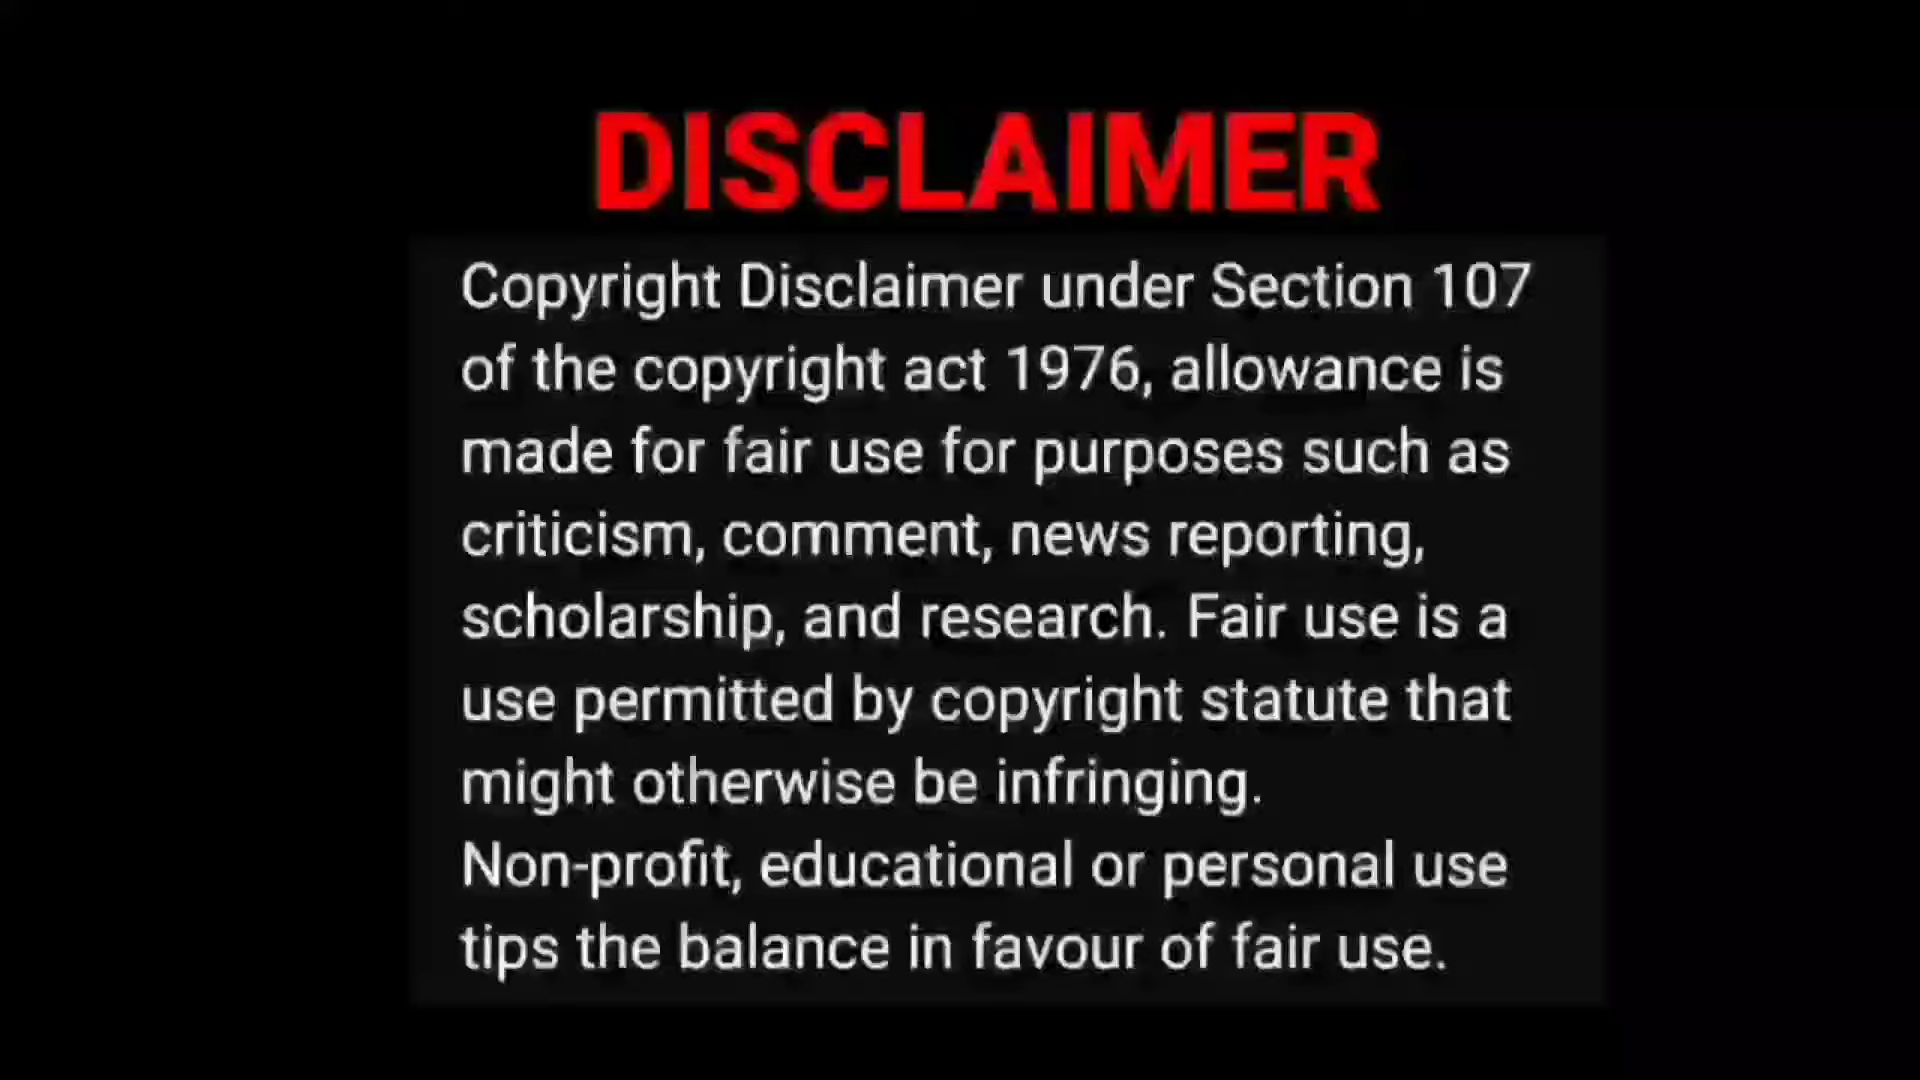 DISCLAIMER
Copyright Disclaimer under Section 107
of the copyright act 1976, allowance is
made for fair use for purposes such as
criticism, comment, news reporting,
scholarship, and research. Fair use is a
use permitted by copyright statute that
might otherwise be infringing.
Non-profit, educational or personal use
tips the balance in favour of fair use.